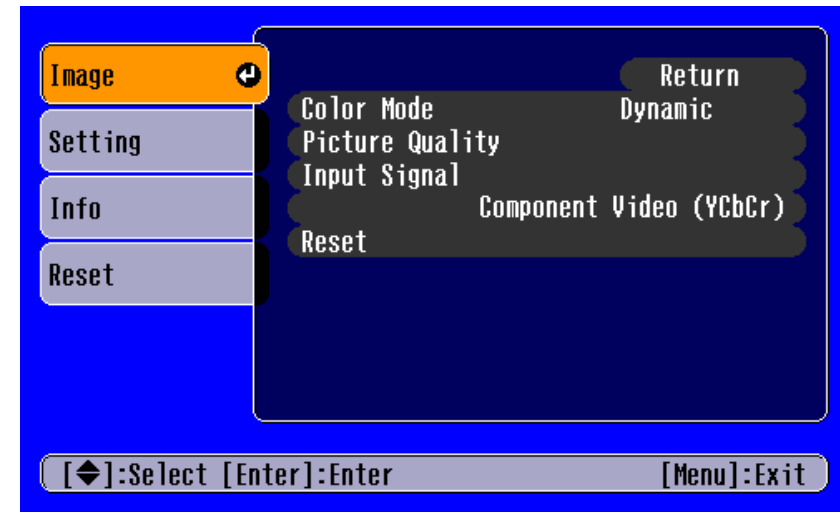 Image
Setting
Info
Reset
Return
Color Mode Dynamic
Picture Quality
Input Signal
Component Video (YCbCr)
Reset
[◆]:Select [Enter]:Enter [Menu]:Exit